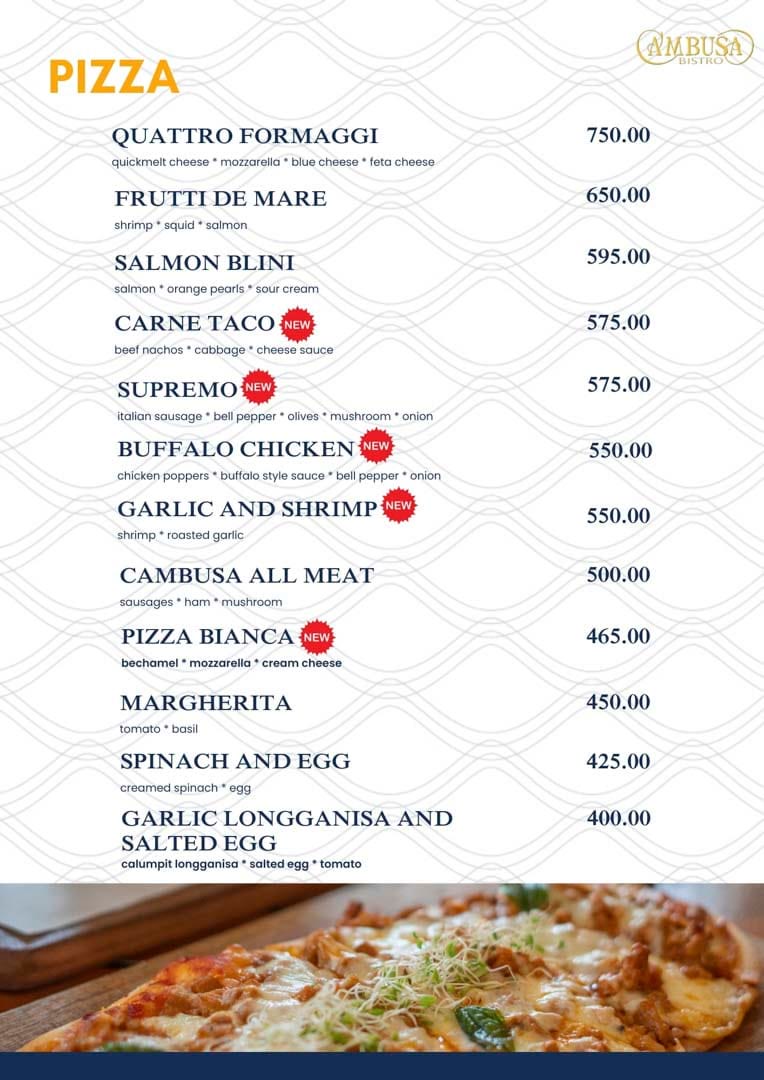 CAMBUSA
BISTRO
PIZZA
QUATTRO FORMAGGI 750.00
quickmelt cheese * mozzarella * blue cheese * feta cheese
FRUTTI DE MARE 650.00
shrimp * squid * salmon
SALMON BLINI 595.00
salmon * orange pearls * sour cream
CARNE TACO NEW 575.00
beef nachos * cabbage * cheese sauce
SUPREMO NEW 575.00
italian sausage * bell pepper * olives * mushroom * onion
BUFFALO CHICKEN NEW 550.00
chicken poppers * buffalo style sauce * bell pepper * onion
GARLIC AND SHRIMP NEW 550.00
shrimp * roasted garlic
CAMBUSA ALL MEAT 500.00
sausages * ham * mushroom
PIZZA BIANCA NEW 465.00
bechamel * mozzarella * cream cheese
MARGHERITA 450.00
tomato * basil
SPINACH AND EGG 425.00
creamed spinach * egg
GARLIC LONGGANISA AND 400.00
SALTED EGG
calumpit longganisa * salted egg * tomato